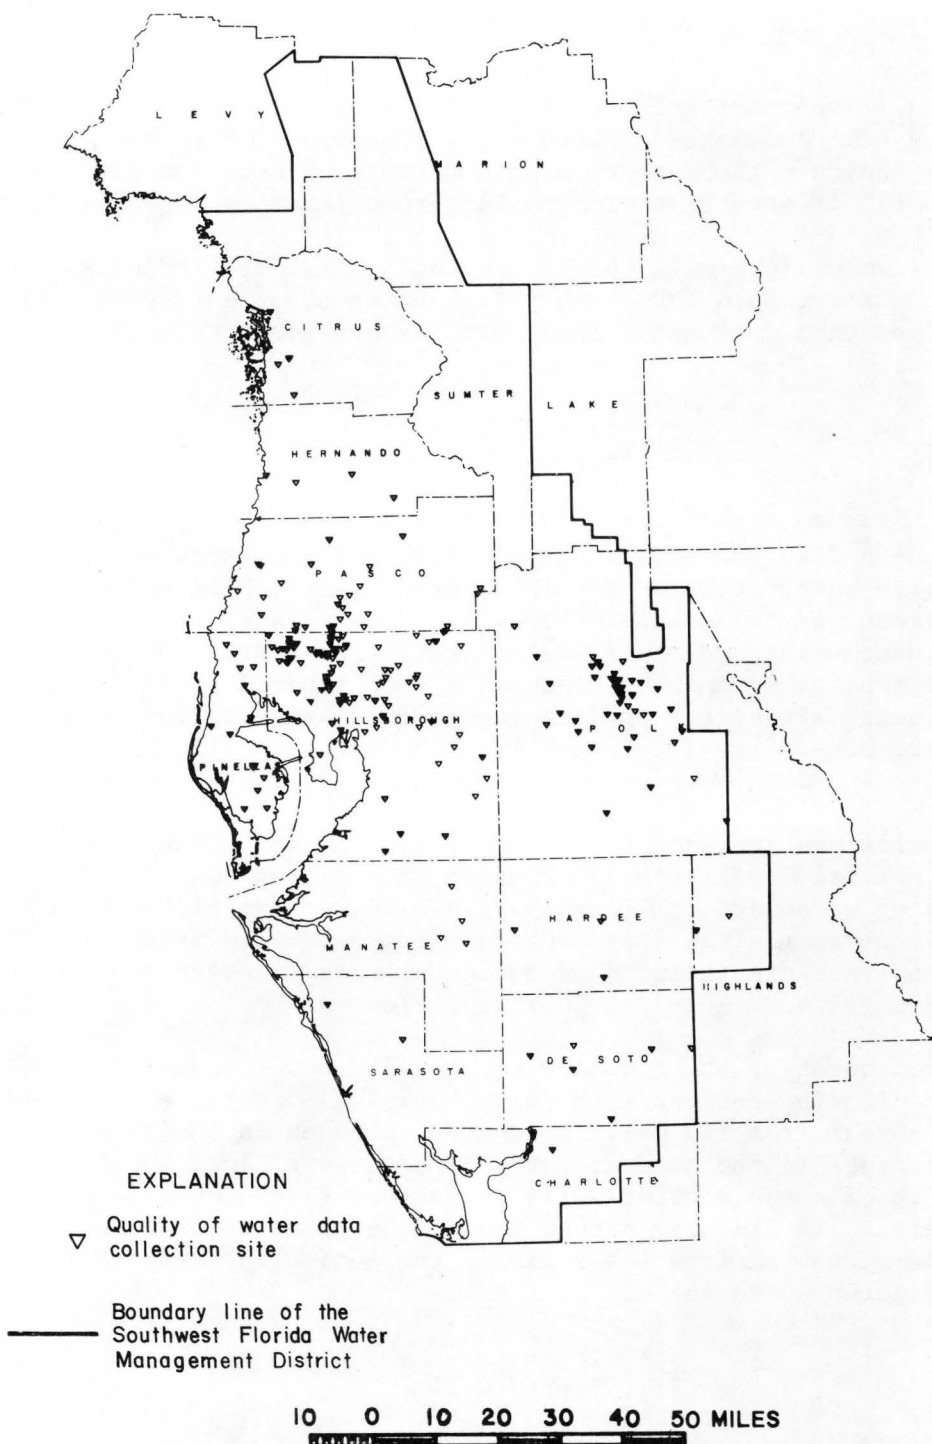 LEVY
MARION
CITRUS
SUMTER
LAKE
HERNANDO
PASCO
HILLSBOROUGH
POLK
PINELLAS
HARDEE
MANATEE
HIGHLANDS
DE SOTO
SARASOTA
CHARLOTTE
EXPLANATION
Quality of water data
collection site
Boundary line of the
Southwest Florida Water
Management District
10 0 10 20 30 40 50 MILES